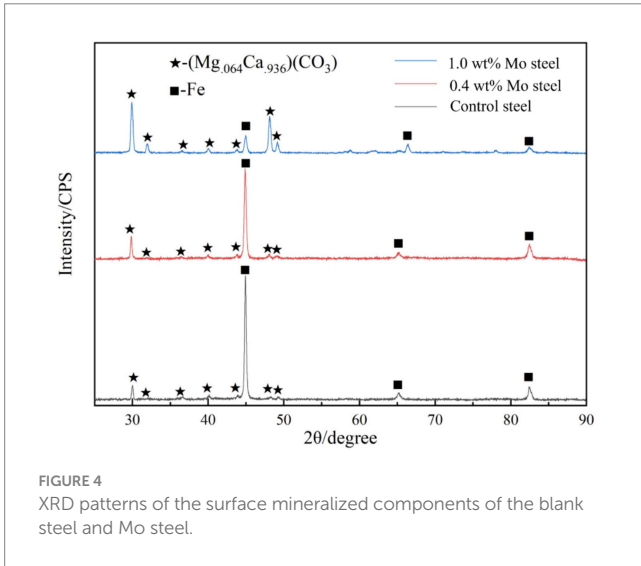 ★-(Mg.064Ca.936)(CO3)
■-Fe
1.0 wt% Mo steel
0.4 wt% Mo steel
Control steel
Intensity/CPS
30 40 50 60 70 80 90
2θ/degree
FIGURE 4
XRD patterns of the surface mineralized components of the blank
steel and Mo steel.